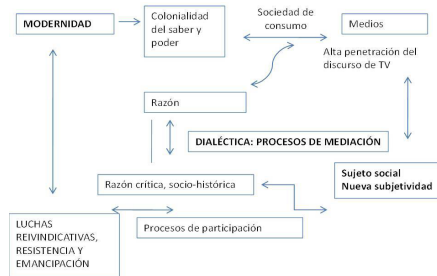 MODERNIDAD
Colonialidad
del saber y
poder
Sociedad de
consumo
Medios
Alta penetración del
discurso de TV
Razón
DIALÉCTICA: PROCESOS DE MEDIACIÓN
Razón crítica, socio-histórica
Sujeto social
Nueva subjetividad
LUCHAS
REIVINDICATIVAS,
RESISTENCIA Y
EMANCIPACIÓN
Procesos de participación